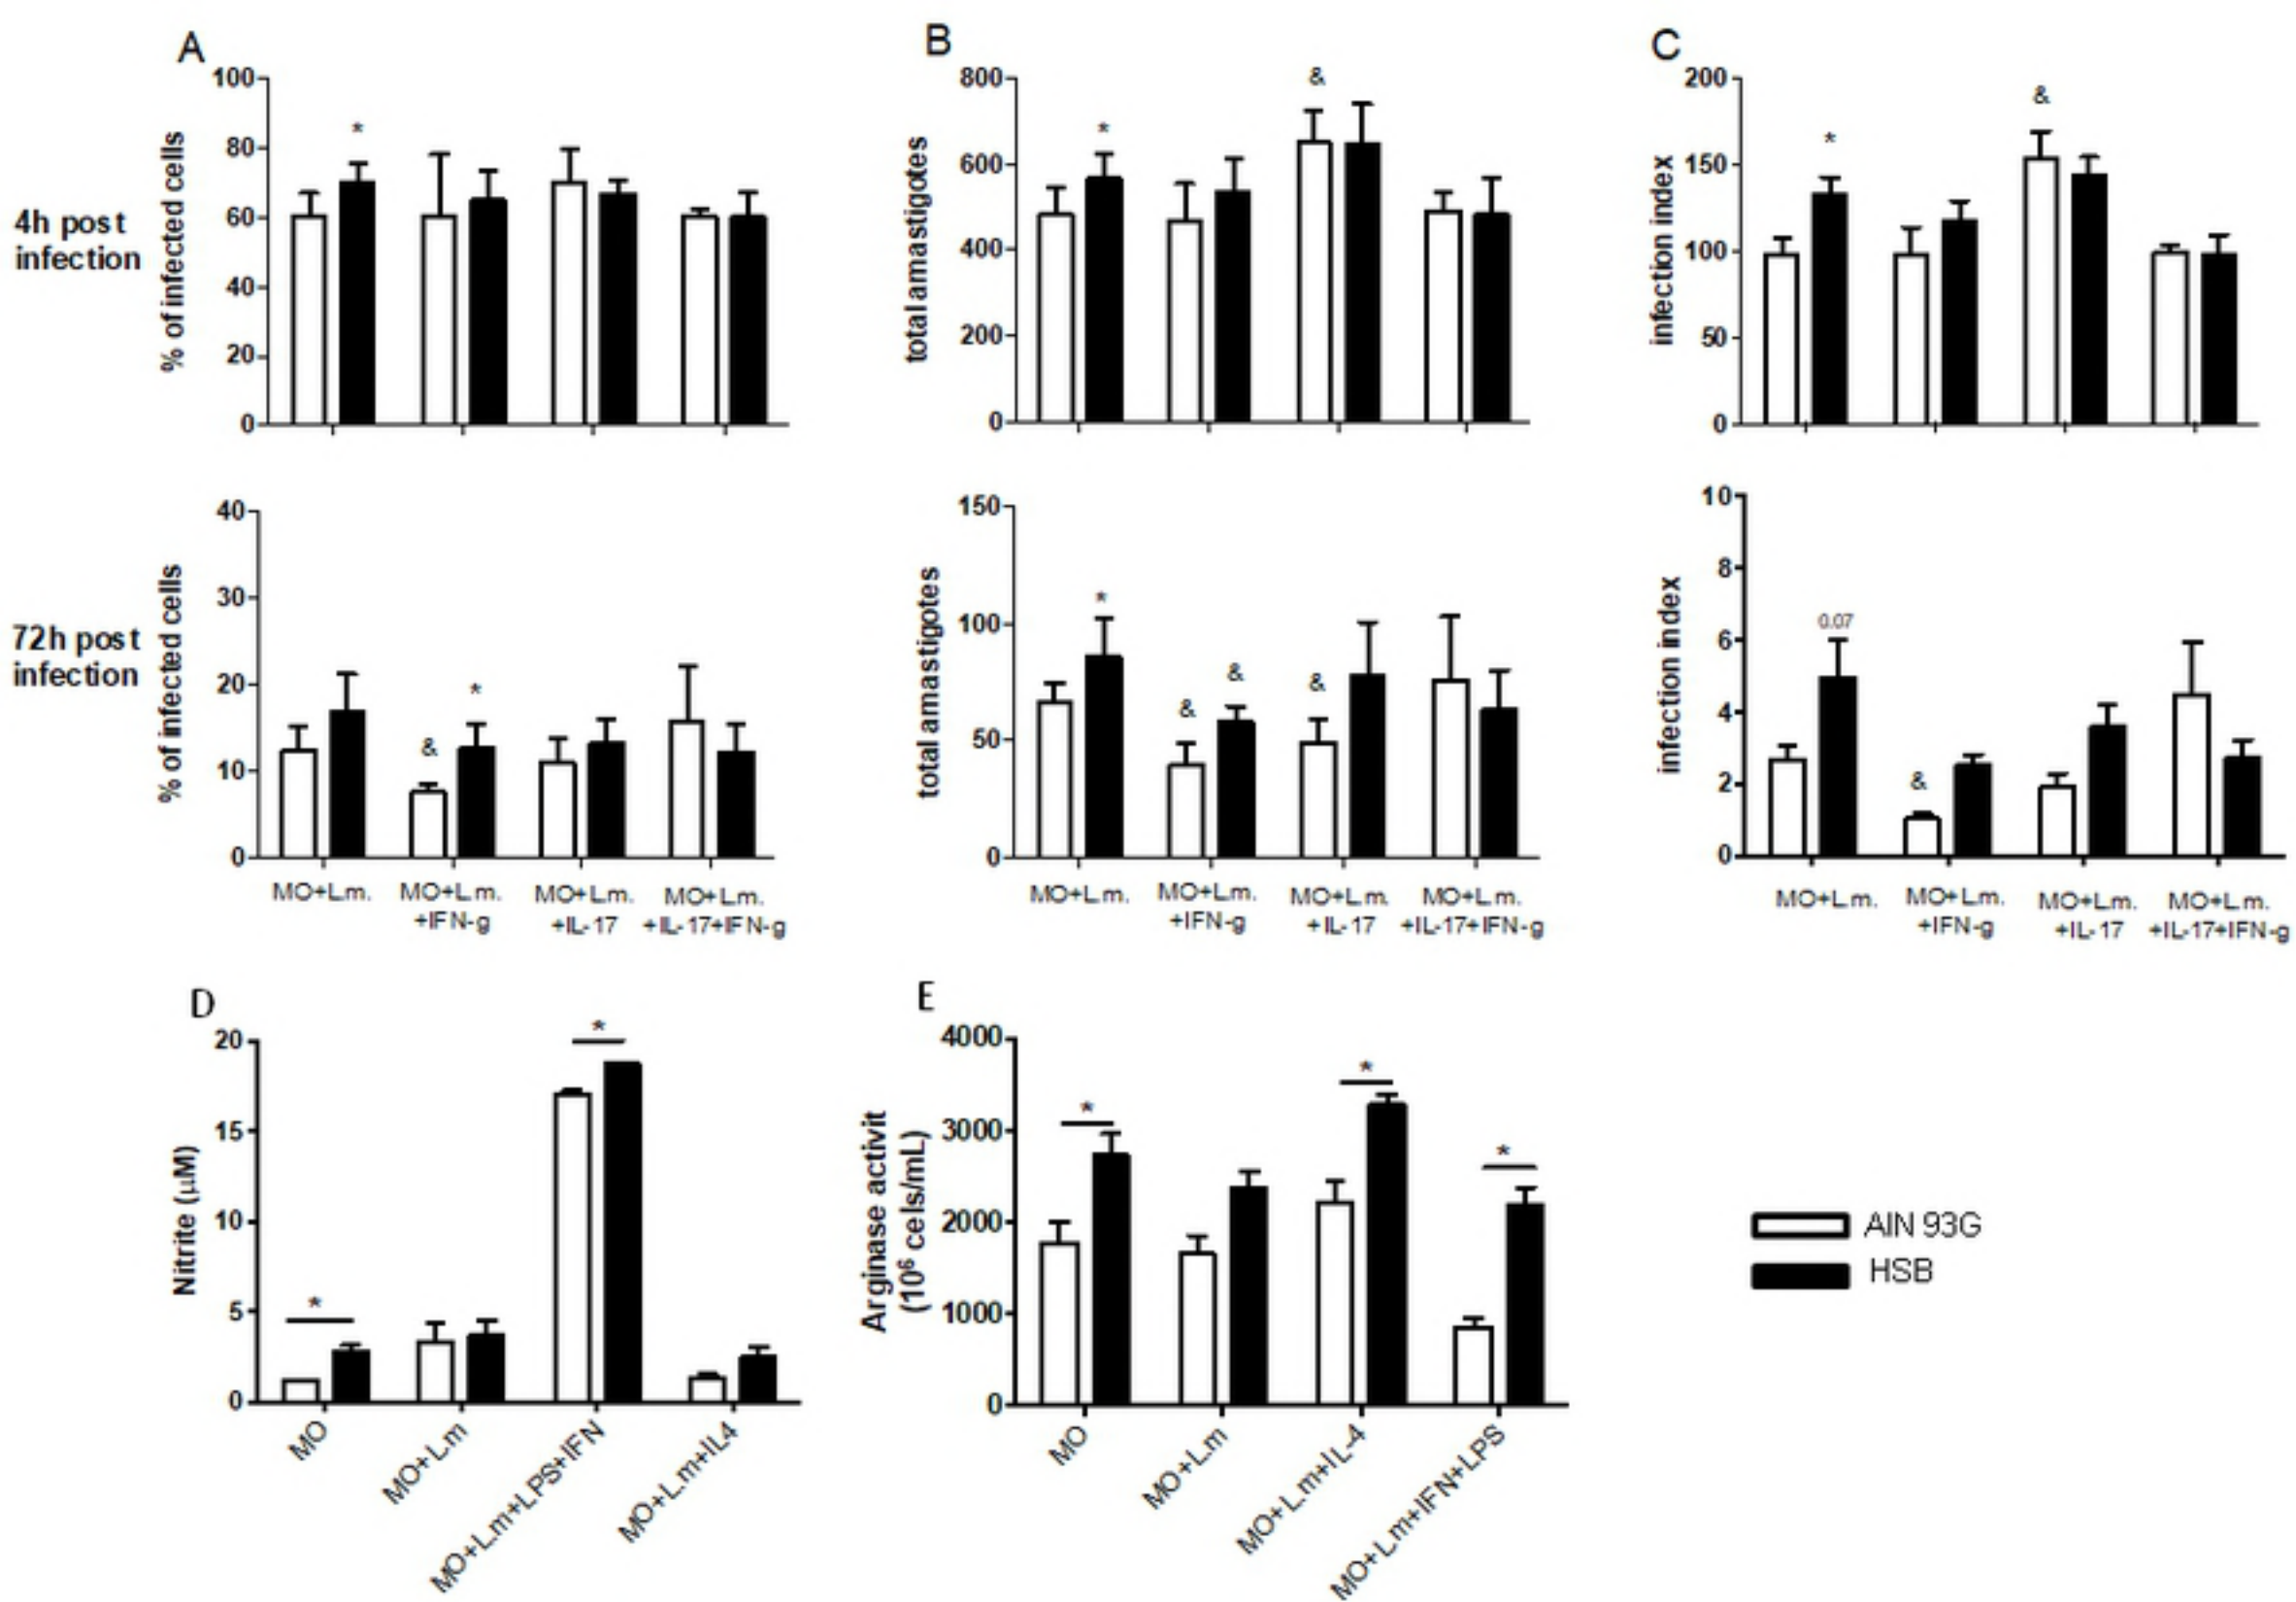 A
B
C
4h post
infection
% of infected cells
100
80
60
40
20
0
*
total amastigotes
800
600
400
200
0
*
&
infection index
200
150
100
50
0
*
&
72h post
infection
% of infected cells
40
30
20
10
0
&
*
MO+L.m.
MO+L.m.
+IFN-g
MO+L.m.
+IL-17
MO+L.m.
+IL-17+IFN-g
total amastigotes
150
100
50
0
*
&
&
&
MO+L.m.
MO+L.m.
+IFN-g
MO+L.m.
+IL-17
MO+L.m.
+IL-17+IFN-g
infection index
10
8
6
4
2
0
0.07
&
MO+L.m.
MO+L.m.
+IFN-g
MO+L.m.
+IL-17
MO+L.m.
+IL-17+IFN-g
D
Nitrite (µM)
20
15
10
5
0
*
*
MO
MO+L.m
MO+L.m+LPS+IFN
MO+L.m+IL4
E
Arginase activit
(10⁶ cels/mL)
4000
3000
2000
1000
0
*
*
*
MO
MO+L.m
MO+L.m+IL-4
MO+L.m+IFN+LPS
AIN 93G
HSB